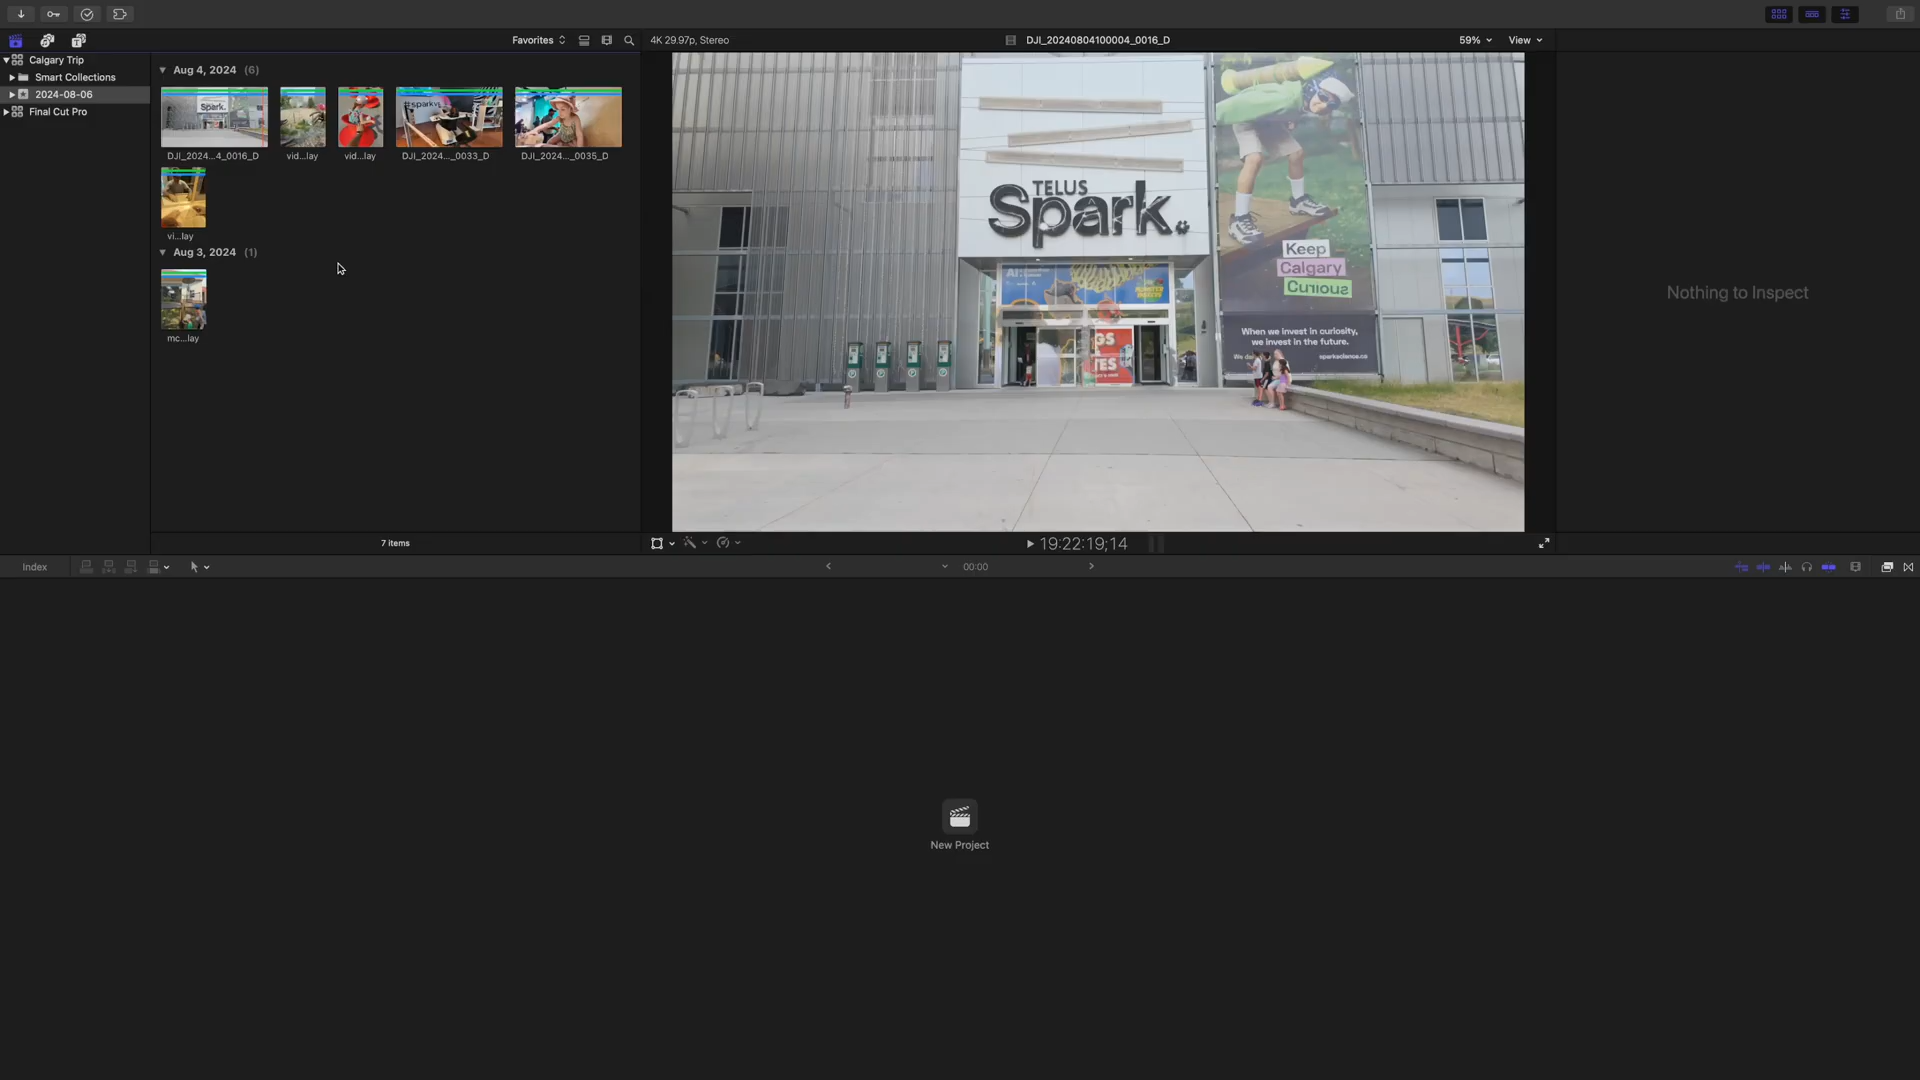 Favorites
4K 29.97p, Stereo
DJI_20240804100004_0016_D
59%
View
Calgary Trip
Smart Collections
2024-08-06
Final Cut Pro
Aug 4, 2024 (6)
Spark.
#sparky
DJI_2024...4_0016_D
vid...lay
vid...lay
DJI_2024..._0033_D
DJI_2024..._0035_D
vi...lay
Aug 3, 2024 (1)
mc...lay
7 items
TELUS
Spark.
Keep
Calgary
Curious
When we invest in curiosity,
we invest in the future.
Nothing to Inspect
19:22:19;14
Index
00:00
New Project